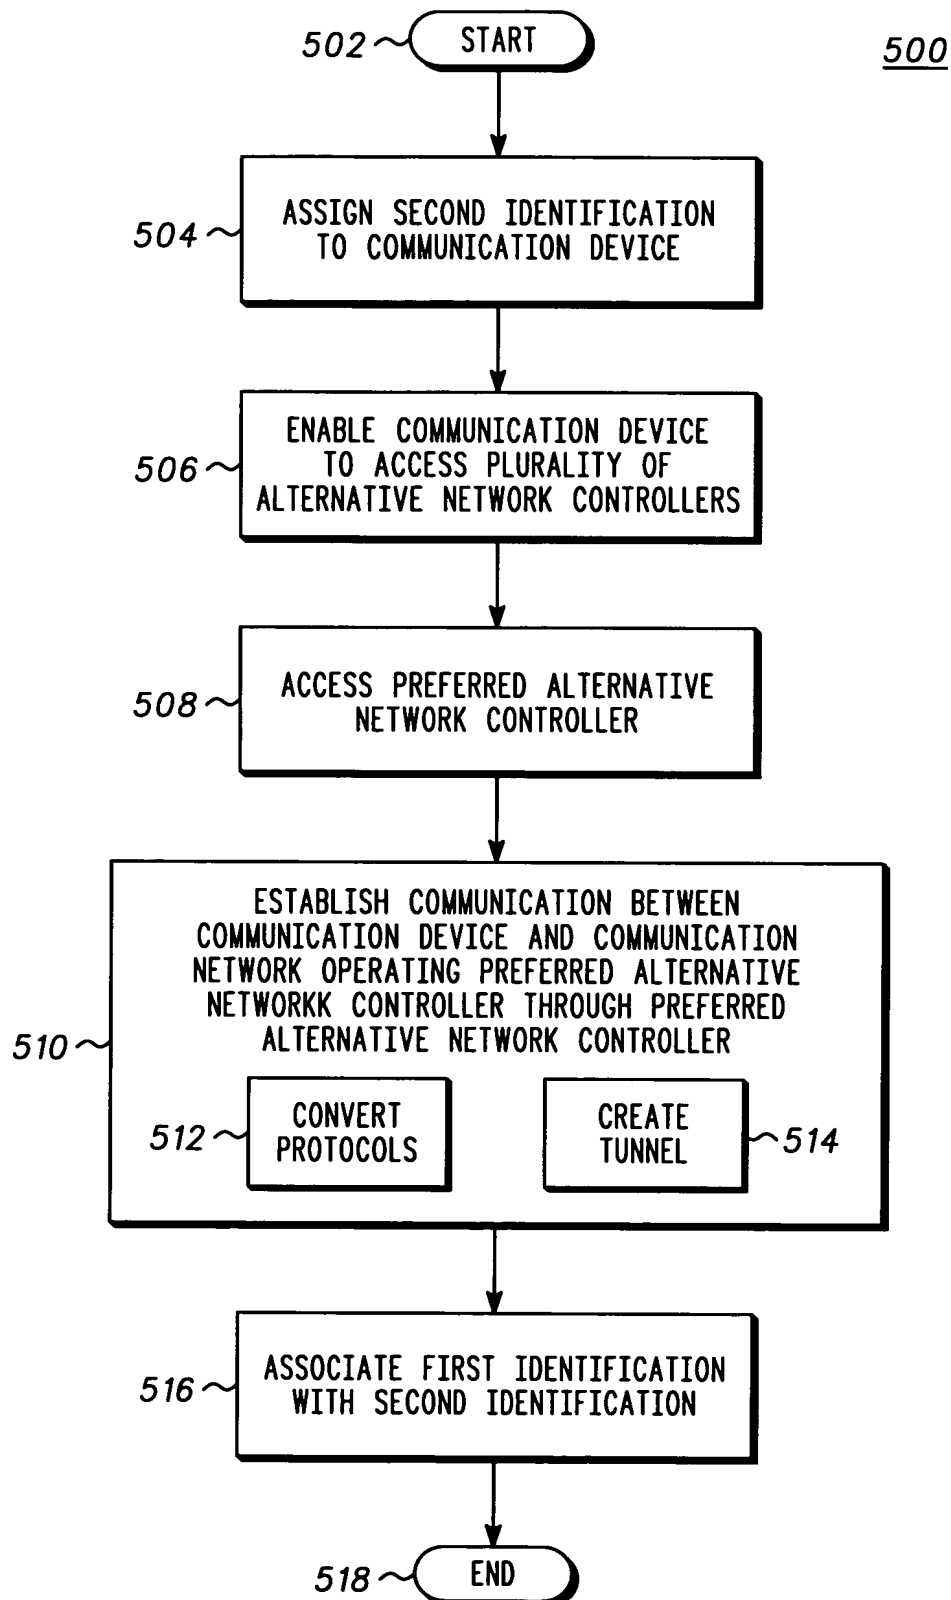 502
START
500
504
ASSIGN SECOND IDENTIFICATION
TO COMMUNICATION DEVICE
506
ENABLE COMMUNICATION DEVICE
TO ACCESS PLURALITY OF
ALTERNATIVE NETWORK CONTROLLERS
508
ACCESS PREFERRED ALTERNATIVE
NETWORK CONTROLLER
510
ESTABLISH COMMUNICATION BETWEEN
COMMUNICATION DEVICE AND COMMUNICATION
NETWORK OPERATING PREFERRED ALTERNATIVE
NETWORKK CONTROLLER THROUGH PREFERRED
ALTERNATIVE NETWORK CONTROLLER
512
CONVERT
PROTOCOLS
CREATE
TUNNEL
514
516
ASSOCIATE FIRST IDENTIFICATION
WITH SECOND IDENTIFICATION
518
END